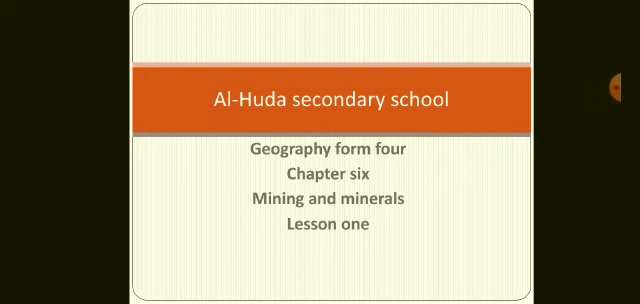 Al-Huda secondary school
Geography form four
Chapter six
Mining and minerals
Lesson one